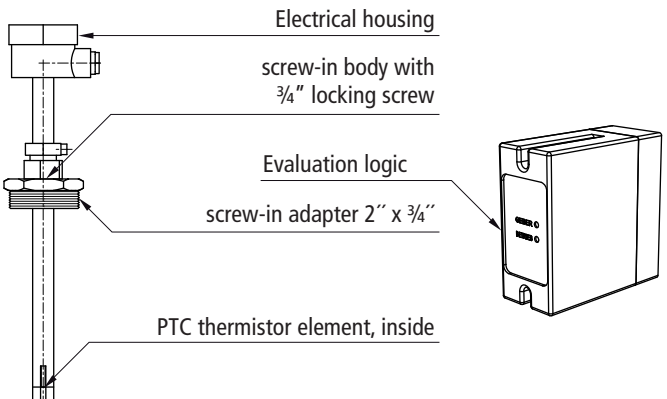 Electrical housing
screw-in body with
¾” locking screw
Evaluation logic
screw-in adapter 2´´ x ¾´´
PTC thermistor element, inside